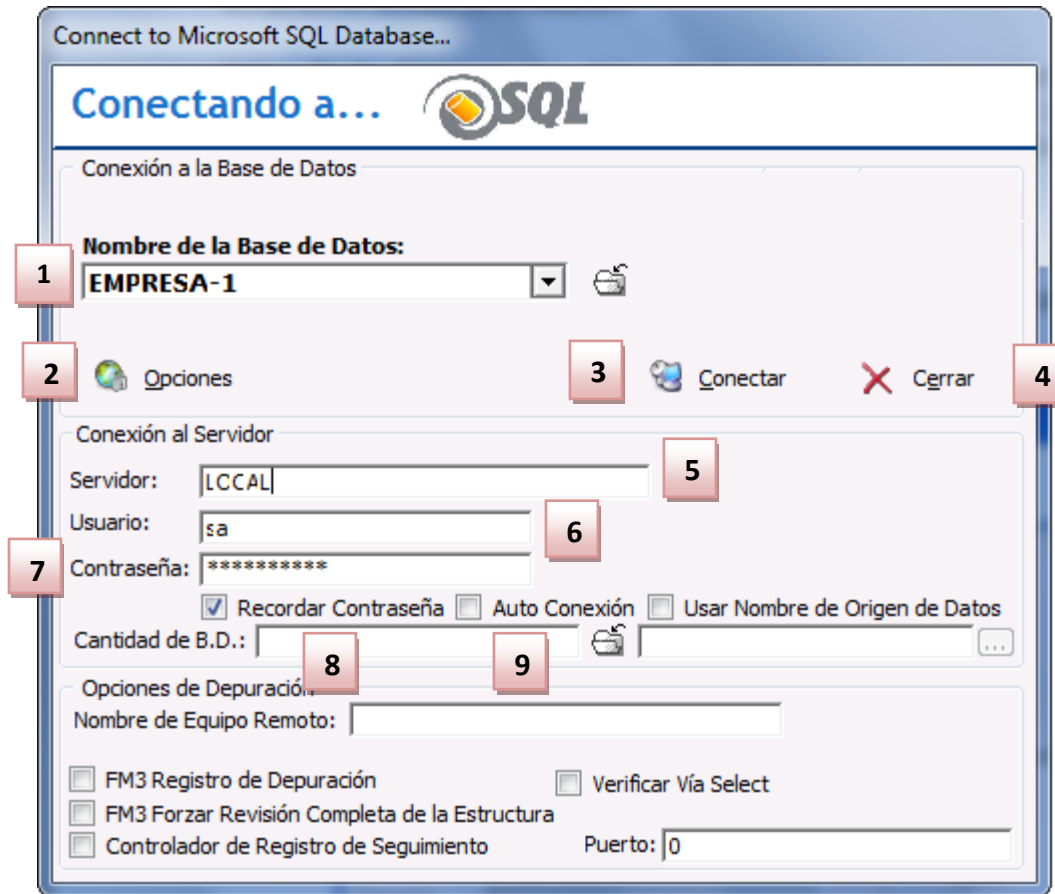 Connect to Microsoft SQL Database...
Conectando a... SQL
Conexión a la Base de Datos
Nombre de la Base de Datos:
1 EMPRESA-1
2 Opciones 3 Conectar Cerrar 4
Conexión al Servidor
Servidor: LCCAL 5
Usuario: sa 6
7 Contraseña: **********
Recordar Contraseña Auto Conexión Usar Nombre de Origen de Datos
Cantidad de B.D.: ...
8 9
Opciones de Depuración
Nombre de Equipo Remoto:
FM3 Registro de Depuración Verificar Vía Select
FM3 Forzar Revisión Completa de la Estructura
Controlador de Registro de Seguimiento Puerto: 0